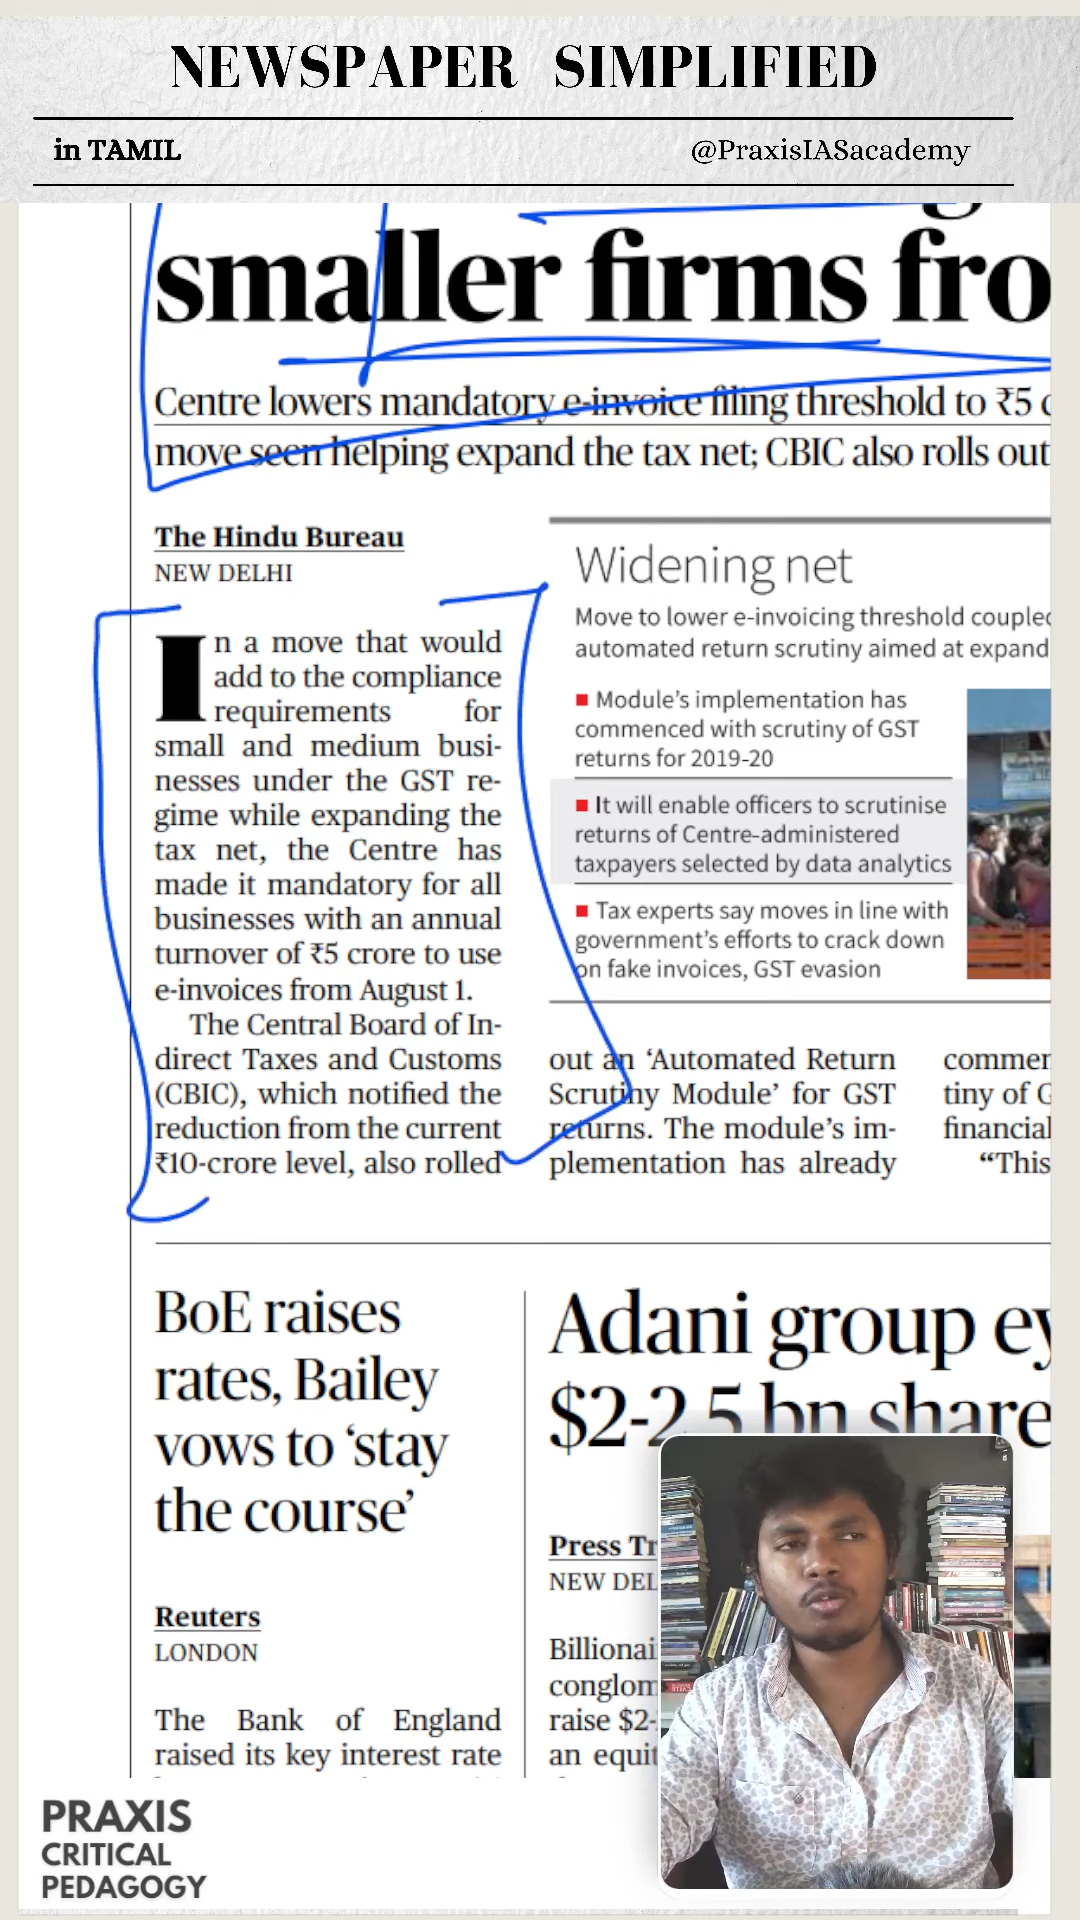 NEWSPAPER SIMPLIFIED
in TAMIL
@PraxisIASacademy
smaller firms fro
Centre lowers mandatory e-invoice filing threshold to ₹5 c
move seen helping expand the tax net; CBIC also rolls out
The Hindu Bureau
NEW DELHI
In a move that would
add to the compliance
requirements for
small and medium busi-
nesses under the GST re-
gime while expanding the
tax net, the Centre has
made it mandatory for all
businesses with an annual
turnover of ₹5 crore to use
e-invoices from August 1.
The Central Board of In-
direct Taxes and Customs
(CBIC), which notified the
reduction from the current
₹10-crore level, also rolled
Widening net
Move to lower e-invoicing threshold coupled
automated return scrutiny aimed at expand
■ Module's implementation has
commenced with scrutiny of GST
returns for 2019-20
■ It will enable officers to scrutinise
returns of Centre-administered
taxpayers selected by data analytics
■ Tax experts say moves in line with
government's efforts to crack down
on fake invoices, GST evasion
out an ‘Automated Return
Scrutiny Module’ for GST
returns. The module’s im-
plementation has already
commen
tiny of G
financial
“This
BoE raises
rates, Bailey
vows to ‘stay
the course’
Reuters
LONDON
The Bank of England
raised its key interest rate
Adani group ey
$2-2.5 bn share
Press Tr
NEW DEL
Billionai
conglom
raise $2-
an equit
PRAXIS
CRITICAL
PEDAGOGY